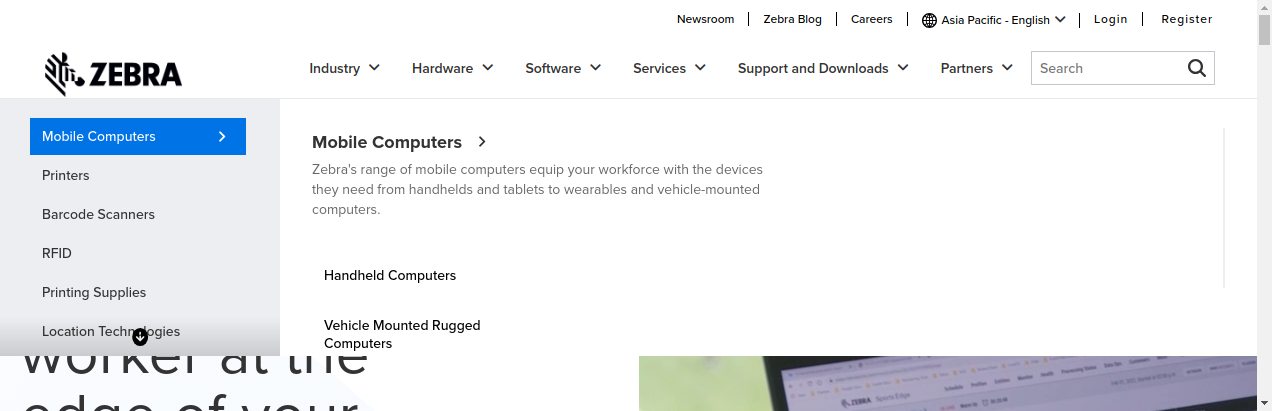 Newsroom
Zebra Blog
Careers
Asia Pacific - English
Login
Register
ZEBRA
Industry
Hardware
Software
Services
Support and Downloads
Partners
Search
Mobile Computers
Printers
Barcode Scanners
RFID
Printing Supplies
Location Technologies
Mobile Computers
Zebra's range of mobile computers equip your workforce with the devices
they need from handhelds and tablets to wearables and vehicle-mounted
computers.
Handheld Computers
Vehicle Mounted Rugged
Computers
worker at the
edge of your
ZEBRA